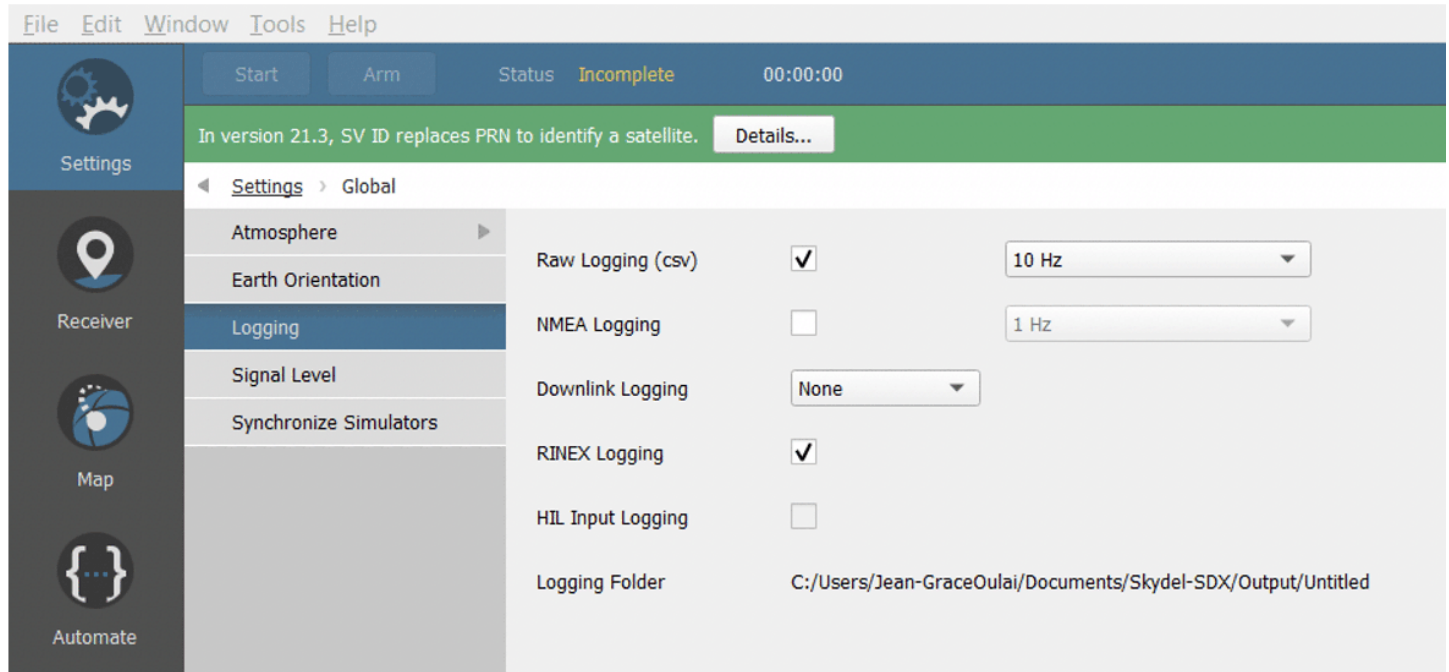 File Edit Window Tools Help
Start Arm Status Incomplete 00:00:00
In version 21.3, SV ID replaces PRN to identify a satellite. Details...
Settings
Settings Global
Atmosphere
Earth Orientation
Logging
Signal Level
Synchronize Simulators
Receiver
Map
Automate
Raw Logging (csv) 10 Hz
NMEA Logging 1 Hz
Downlink Logging None
RINEX Logging
HIL Input Logging
Logging Folder C:/Users/Jean-GraceOulai/Documents/Skydel-SDX/Output/Untitled